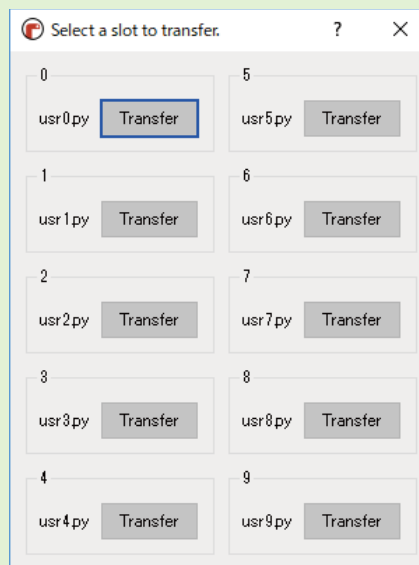 Select a slot to transfer. ? ×
0
usr0.py Transfer
5
usr5.py Transfer
1
usr1.py Transfer
6
usr6.py Transfer
2
usr2.py Transfer
7
usr7.py Transfer
3
usr3.py Transfer
8
usr8.py Transfer
4
usr4.py Transfer
9
usr9.py Transfer